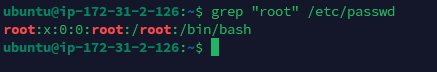 ubuntu@ip-172-31-2-126:~$ grep "root" /etc/passwd
root:x:0:0:root:/root:/bin/bash
ubuntu@ip-172-31-2-126:~$